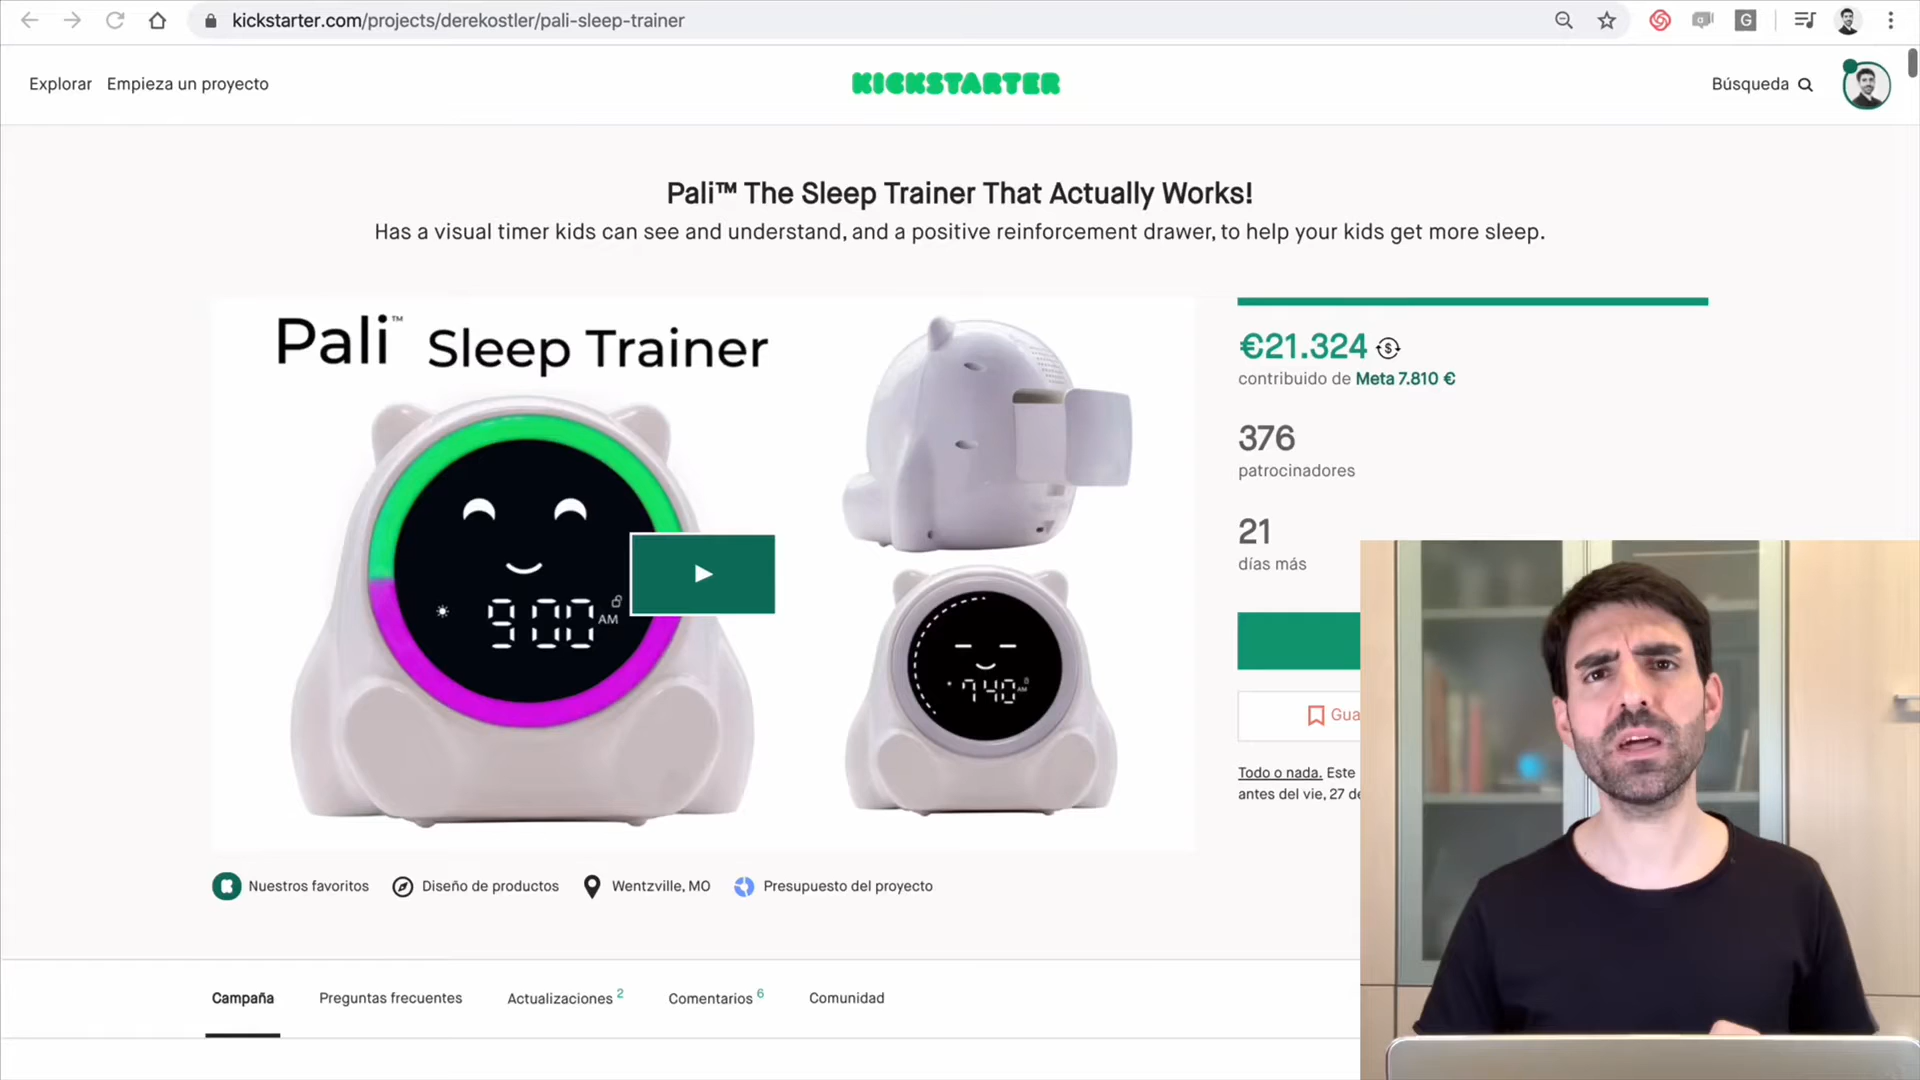 kickstarter.com/projects/derekostler/pali-sleep-trainer
G
Explorar
Empieza un proyecto
KICKSTARTER
Búsqueda
Pali™ The Sleep Trainer That Actually Works!
Has a visual timer kids can see and understand, and a positive reinforcement drawer, to help your kids get more sleep.
Pali™ Sleep Trainer
9:00 AM
7:40 AM
€21.324
contribuido de Meta 7.810 €
376
patrocinadores
21
días más
Gua
Todo o nada. Este
antes del vie, 27 de
Nuestros favoritos
Diseño de productos
Wentzville, MO
Presupuesto del proyecto
Campaña
Preguntas frecuentes
Actualizaciones 2
Comentarios 6
Comunidad